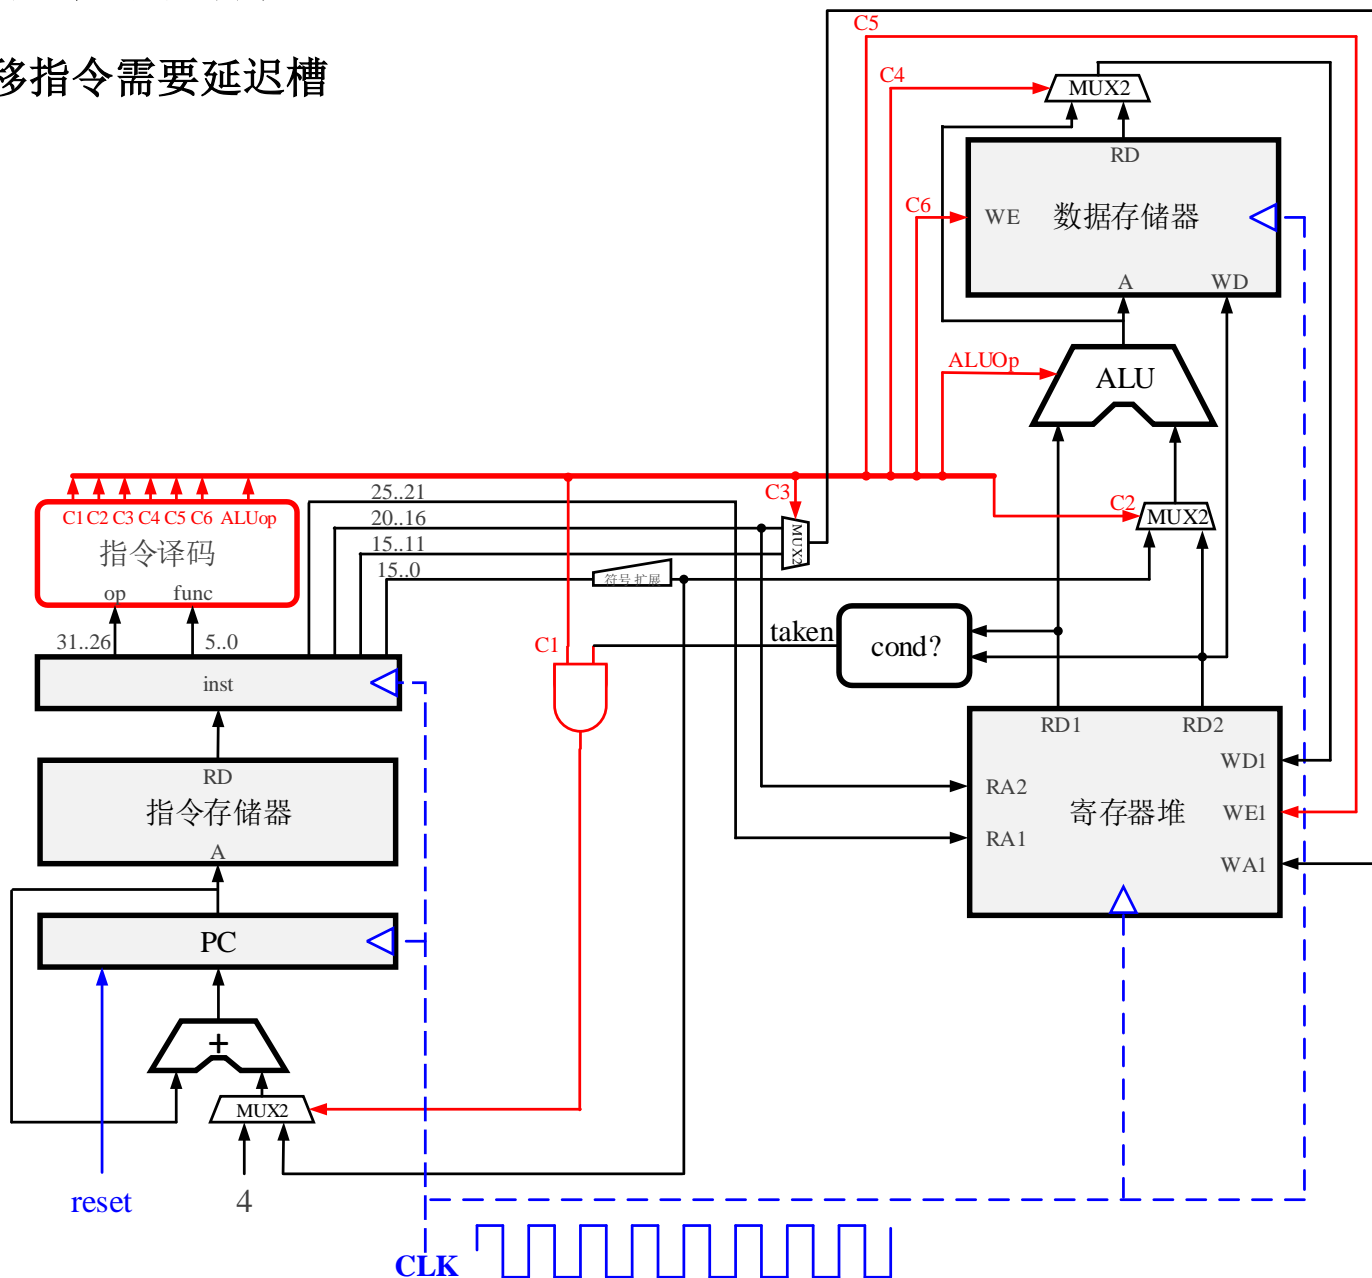 移指令需要延迟槽
C5
C4
MUX2
RD
C6
WE
数据存储器
A
WD
ALUOp
ALU
C3
C2
MUX2
25..21
20..16
15..11
15..0
MUX2
符号扩展
C1 C2 C3 C4 C5 C6 ALUop
指令译码
op
func
31..26
5..0
inst
C1
taken
cond?
RD
指令存储器
A
RD1
RD2
WD1
RA2
寄存器堆
WE1
RA1
WA1
PC
+
MUX2
reset
4
CLK